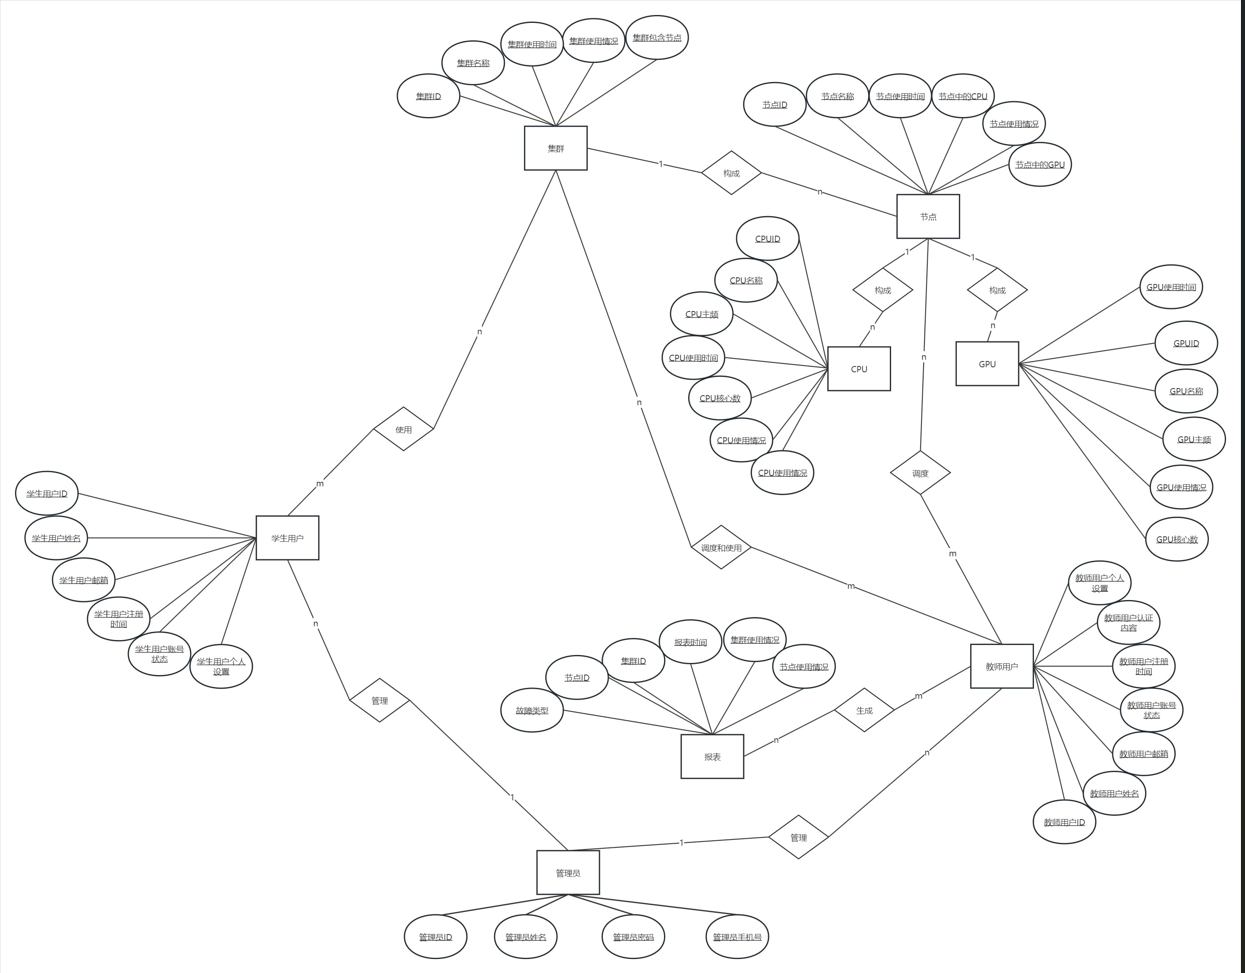 集群ID
集群名称
集群使用时间
集群使用情况
集群包含节点
集群
1
构成
n
节点ID
节点名称
节点使用时间
节点中的CPU
节点使用情况
节点中的GPU
节点
1
构成
n
1
构成
n
CPUID
CPU名称
CPU主频
CPU使用时间
CPU核心数
CPU使用情况
CPU使用情况
CPU
GPU
GPU使用时间
GPUID
GPU名称
GPU主频
GPU使用情况
GPU核心数
n
使用
m
n
调度和使用
m
n
调度
m
学生用户ID
学生用户姓名
学生用户邮箱
学生用户注册
时间
学生用户账号
状态
学生用户个人
设置
学生用户
n
管理
1
故障类型
节点ID
集群ID
报表时间
集群使用情况
节点使用情况
报表
n
生成
m
教师用户
教师用户个人
设置
教师用户认证
内容
教师用户注册
时间
教师用户账号
状态
教师用户邮箱
教师用户姓名
教师用户ID
n
管理
1
管理员
管理员ID
管理员姓名
管理员密码
管理员手机号